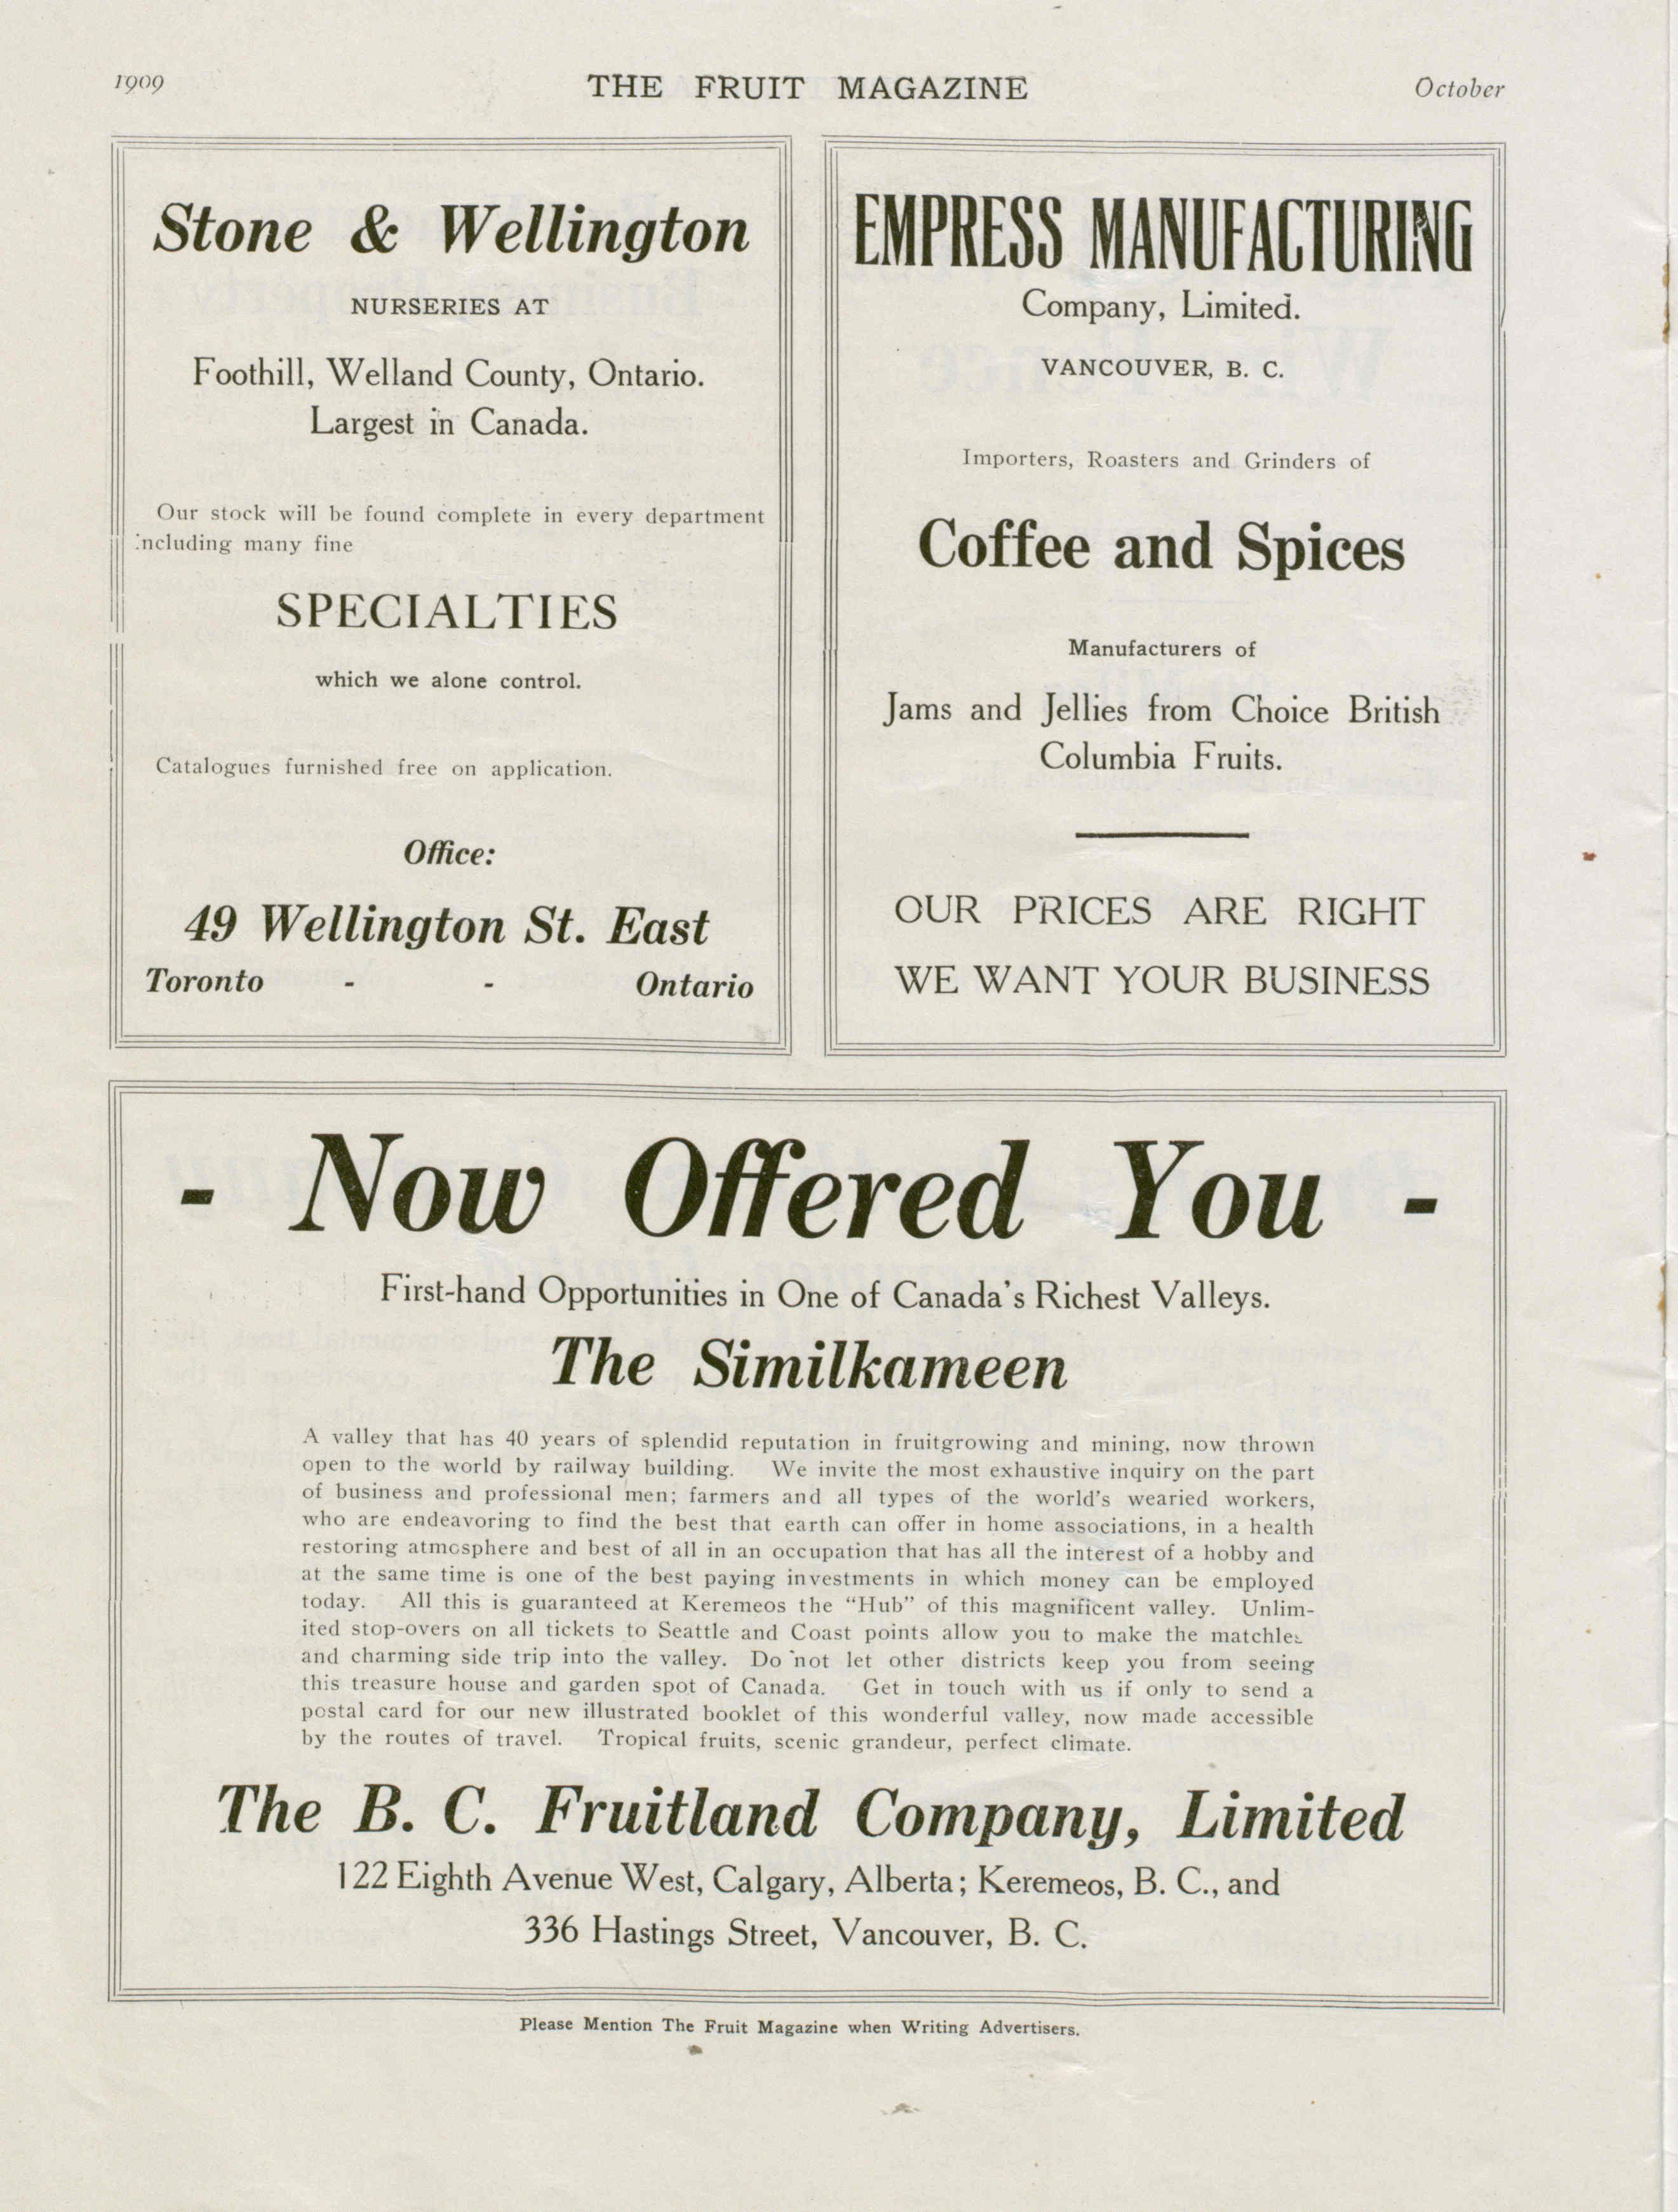 1909
THE FRUIT MAGAZINE
October
Stone & Wellington
NURSERIES AT
Foothill, Welland County, Ontario.
Largest in Canada.
Our stock will be found complete in every department
including many fine
SPECIALTIES
which we alone control.
Catalogues furnished free on application.
Office:
49 Wellington St. East
Toronto - - Ontario
EMPRESS MANUFACTURING
Company, Limited.
VANCOUVER, B. C.
Importers, Roasters and Grinders of
Coffee and Spices
Manufacturers of
Jams and Jellies from Choice British
Columbia Fruits.
OUR PRICES ARE RIGHT
WE WANT YOUR BUSINESS
- Now Offered You -
First-hand Opportunities in One of Canada's Richest Valleys.
The Similkameen
A valley that has 40 years of splendid reputation in fruitgrowing and mining, now thrown
open to the world by railway building. We invite the most exhaustive inquiry on the part
of business and professional men; farmers and all types of the world's wearied workers,
who are endeavoring to find the best that earth can offer in home associations, in a health
restoring atmosphere and best of all in an occupation that has all the interest of a hobby and
at the same time is one of the best paying investments in which money can be employed
today. All this is guaranteed at Keremeos the "Hub" of this magnificent valley. Unlim-
ited stop-overs on all tickets to Seattle and Coast points allow you to make the matchles
and charming side trip into the valley. Do not let other districts keep you from seeing
this treasure house and garden spot of Canada. Get in touch with us if only to send a
postal card for our new illustrated booklet of this wonderful valley, now made accessible
by the routes of travel. Tropical fruits, scenic grandeur, perfect climate.
The B. C. Fruitland Company, Limited
122 Eighth Avenue West, Calgary, Alberta; Keremeos, B. C., and
336 Hastings Street, Vancouver, B. C.
Please Mention The Fruit Magazine when Writing Advertisers.